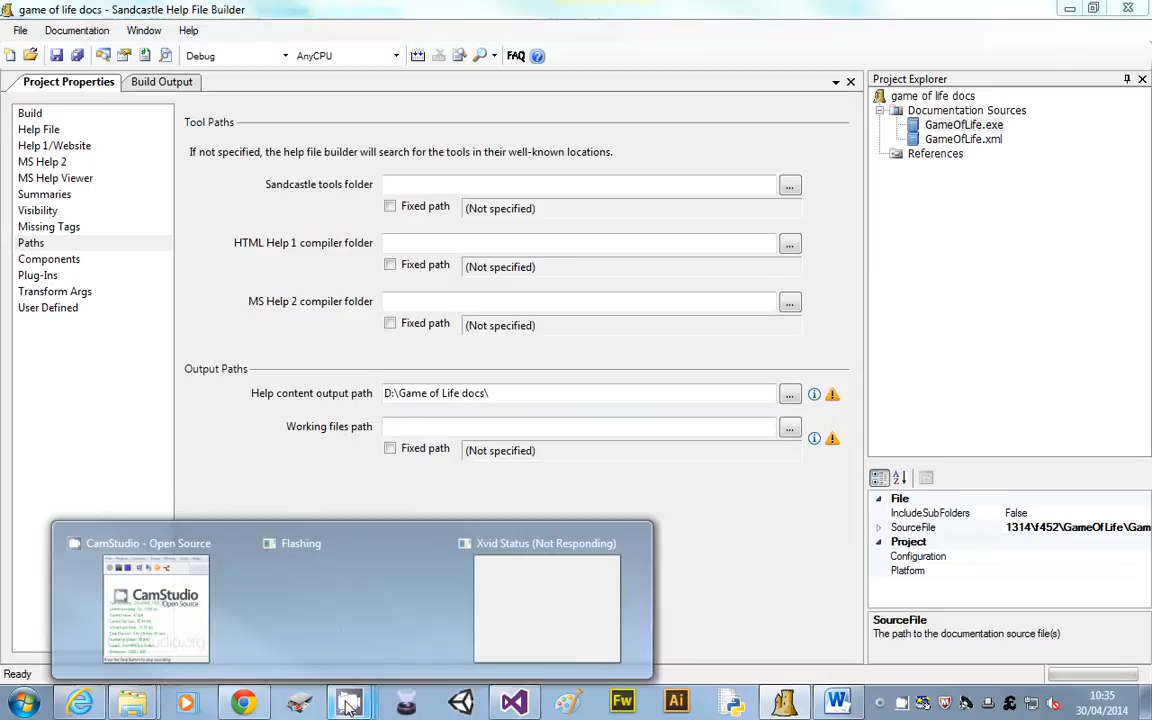 game of life docs - Sandcastle Help File Builder
File Documentation Window Help
Debug AnyCPU FAQ
Project Properties Build Output
Build
Help File
Help 1/Website
MS Help 2
MS Help Viewer
Summaries
Visibility
Missing Tags
Paths
Components
Plug-Ins
Transform Args
User Defined
Tool Paths
If not specified, the help file builder will search for the tools in their well-known locations.
Sandcastle tools folder ...
Fixed path (Not specified)
HTML Help 1 compiler folder ...
Fixed path (Not specified)
MS Help 2 compiler folder ...
Fixed path (Not specified)
Output Paths
Help content output path D:\Game of Life docs\ ...
Working files path ...
Fixed path (Not specified)
Project Explorer
game of life docs
Documentation Sources
GameOfLife.exe
GameOfLife.xml
References
File
IncludeSubFolders False
SourceFile 1314\f452\GameOfLife\Gam
Project
Configuration
Platform
SourceFile
The path to the documentation source file(s)
CamStudio - Open Source Flashing Xvid Status (Not Responding)
CamStudio
Open Source
Ready
Fw Ai W
10:35
30/04/2014